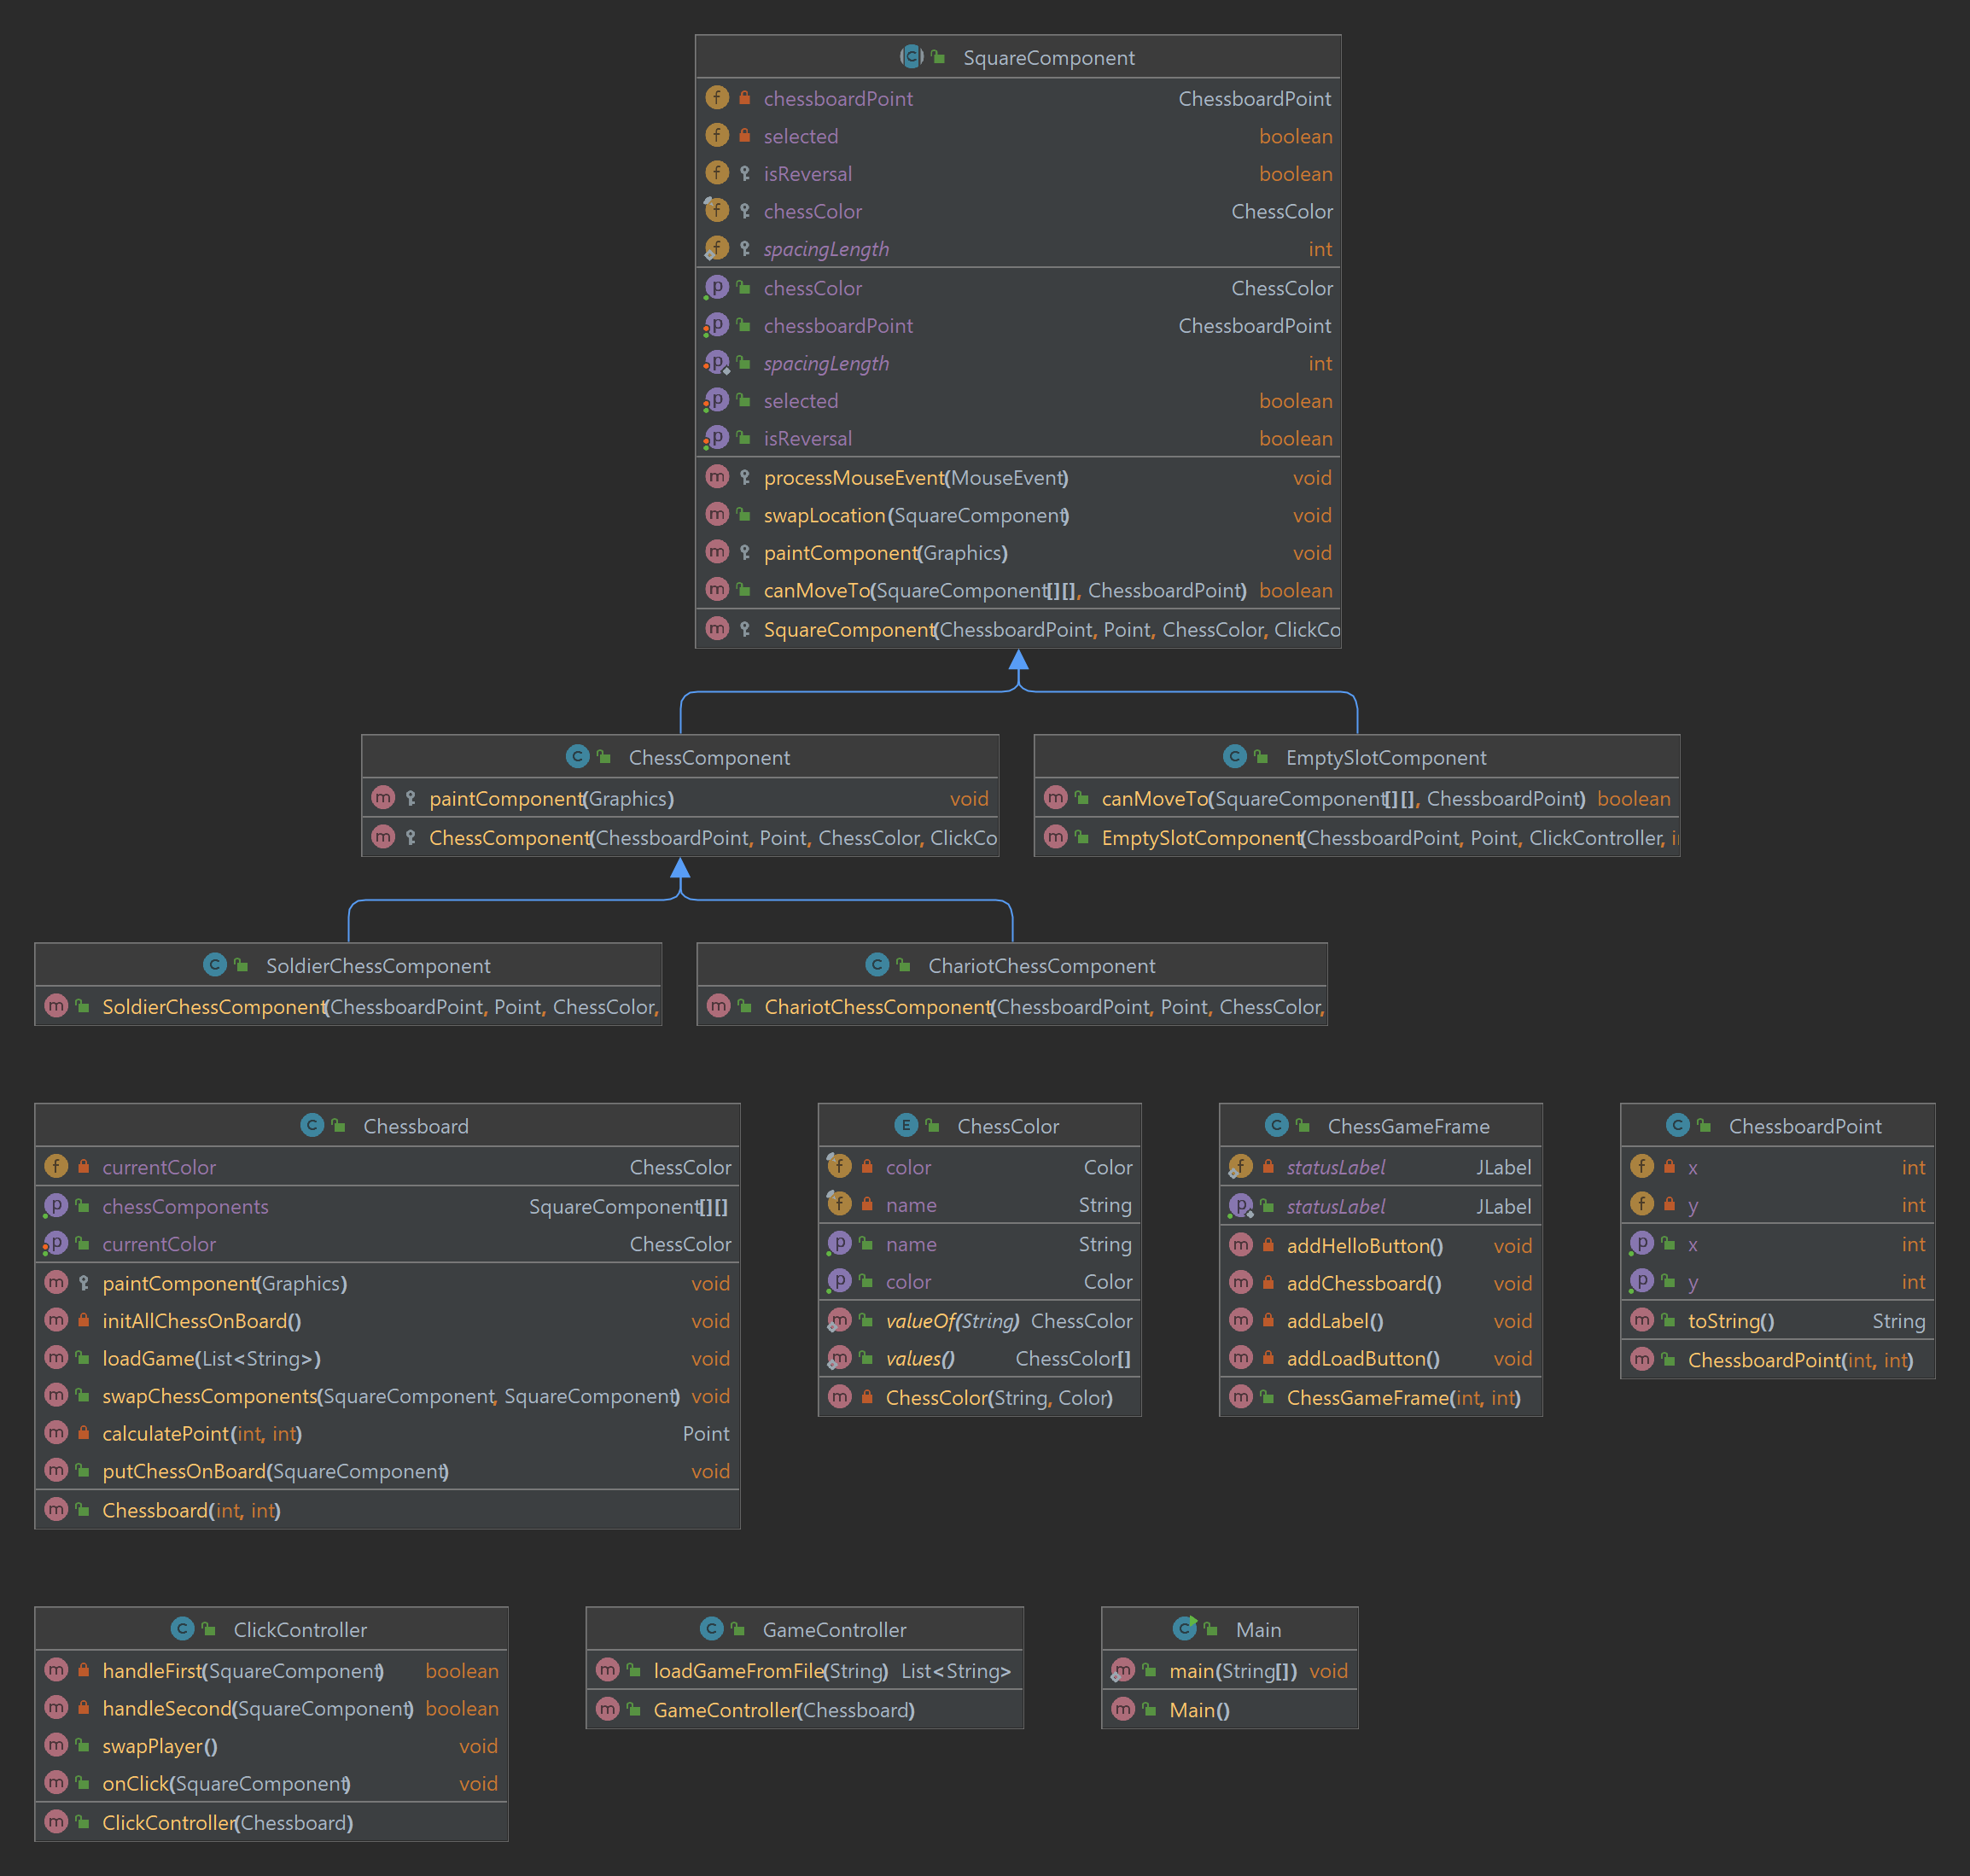 SquareComponent
chessboardPoint ChessboardPoint
selected boolean
isReversal boolean
chessColor ChessColor
spacingLength int
chessColor ChessColor
chessboardPoint ChessboardPoint
spacingLength int
selected boolean
isReversal boolean
processMouseEvent(MouseEvent) void
swapLocation(SquareComponent) void
paintComponent(Graphics) void
canMoveTo(SquareComponent[][], ChessboardPoint) boolean
SquareComponent(ChessboardPoint, Point, ChessColor, ClickCo
ChessComponent
paintComponent(Graphics) void
ChessComponent(ChessboardPoint, Point, ChessColor, ClickCo
EmptySlotComponent
canMoveTo(SquareComponent[][], ChessboardPoint) boolean
EmptySlotComponent(ChessboardPoint, Point, ClickController, i
SoldierChessComponent
SoldierChessComponent(ChessboardPoint, Point, ChessColor,
ChariotChessComponent
ChariotChessComponent(ChessboardPoint, Point, ChessColor,
Chessboard
currentColor ChessColor
chessComponents SquareComponent[][]
currentColor ChessColor
paintComponent(Graphics) void
initAllChessOnBoard() void
loadGame(List<String>) void
swapChessComponents(SquareComponent, SquareComponent) void
calculatePoint(int, int) Point
putChessOnBoard(SquareComponent) void
Chessboard(int, int)
ChessColor
color Color
name String
name String
color Color
valueOf(String) ChessColor
values() ChessColor[]
ChessColor(String, Color)
ChessGameFrame
statusLabel JLabel
statusLabel JLabel
addHelloButton() void
addChessboard() void
addLabel() void
addLoadButton() void
ChessGameFrame(int, int)
ChessboardPoint
x int
y int
x int
y int
toString() String
ChessboardPoint(int, int)
ClickController
handleFirst(SquareComponent) boolean
handleSecond(SquareComponent) boolean
swapPlayer() void
onClick(SquareComponent) void
ClickController(Chessboard)
GameController
loadGameFromFile(String) List<String>
GameController(Chessboard)
Main
main(String[]) void
Main()